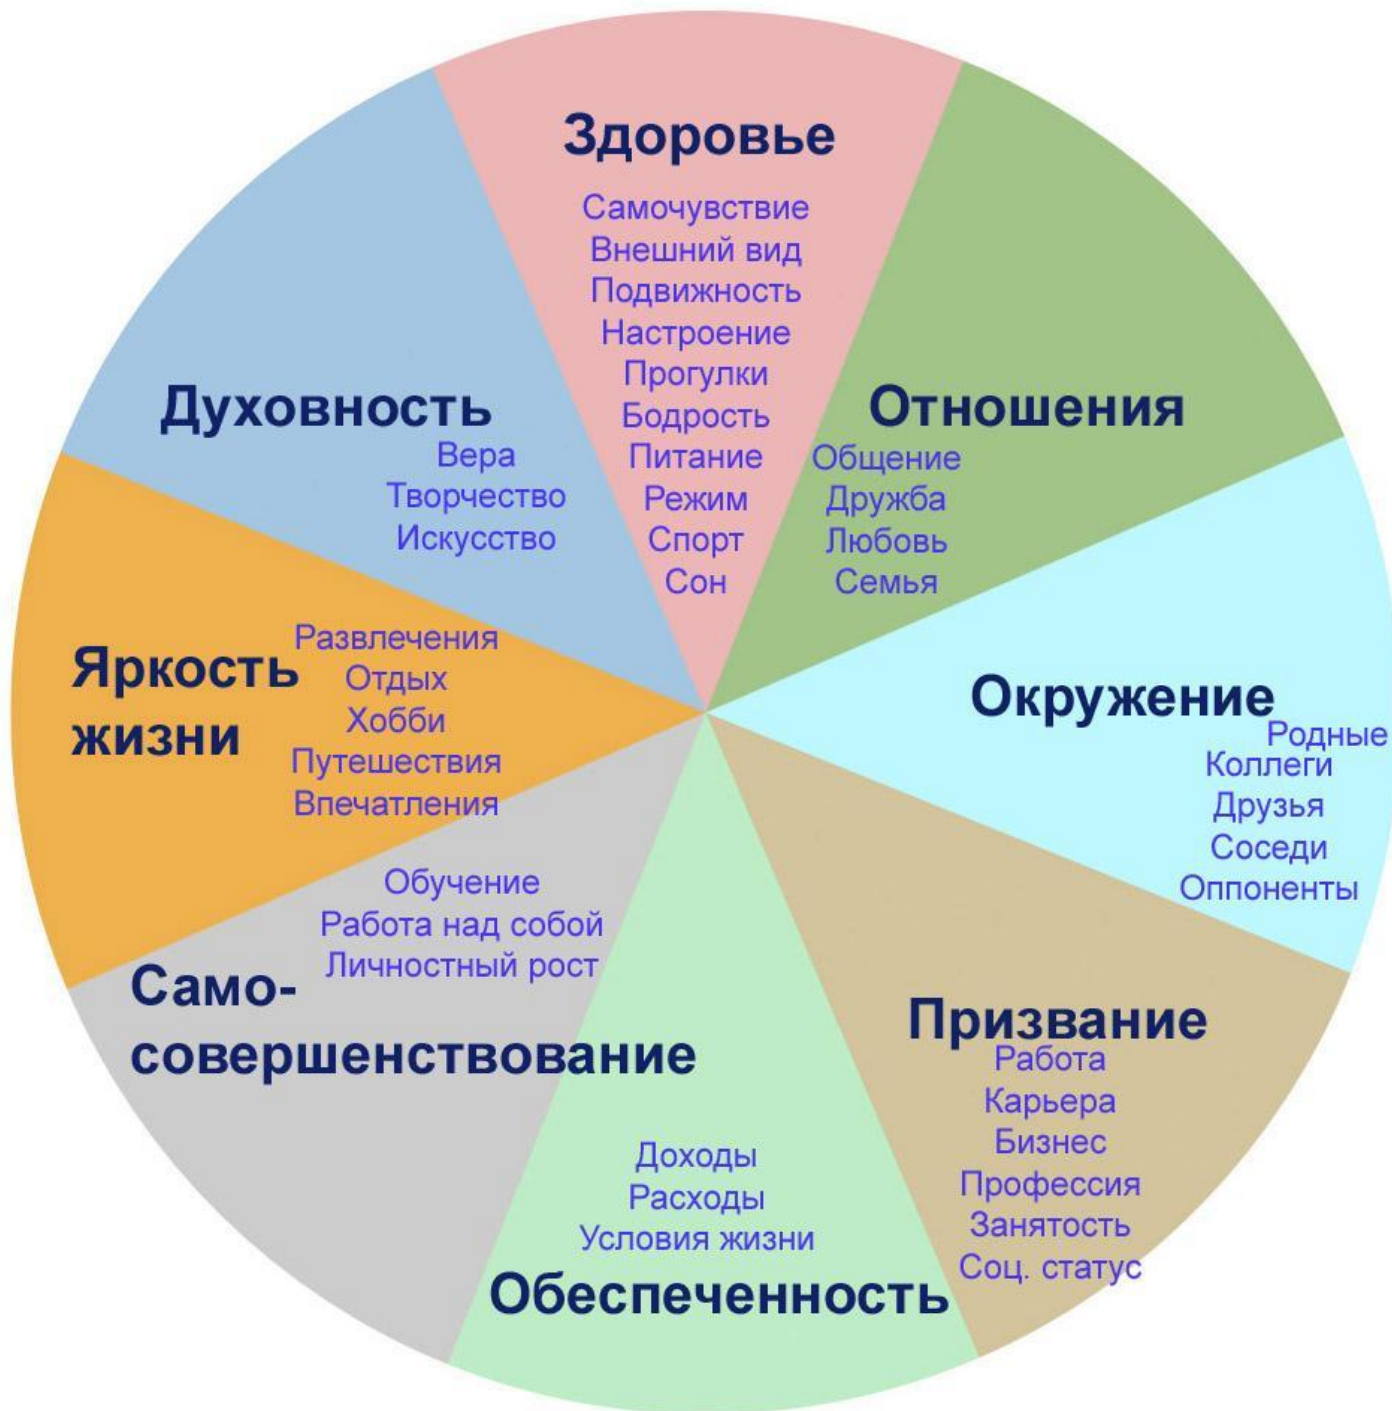 Здоровье
Самочувствие
Внешний вид
Подвижность
Настроение
Прогулки
Бодрость
Питание
Режим
Спорт
Сон
Отношения
Общение
Дружба
Любовь
Семья
Окружение
Родные
Коллеги
Друзья
Соседи
Оппоненты
Призвание
Работа
Карьера
Бизнес
Профессия
Занятость
Соц. статус
Доходы
Расходы
Условия жизни
Обеспеченность
Обучение
Работа над собой
Личностный рост
Само-
совершенствование
Яркость
жизни
Развлечения
Отдых
Хобби
Путешествия
Впечатления
Духовность
Вера
Творчество
Искусство